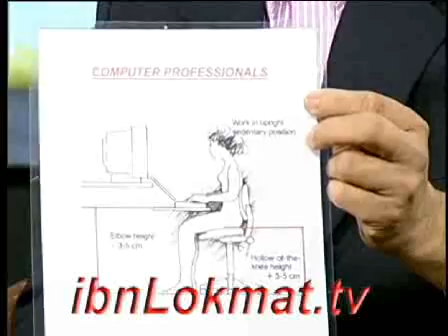 COMPUTER PROFESSIONALS
Work in upright
sedentary position
Elbow height
- 3-5 cm
Hollow-of-the-
knee height
+ 3-5 cm
ibnLokmat.tv